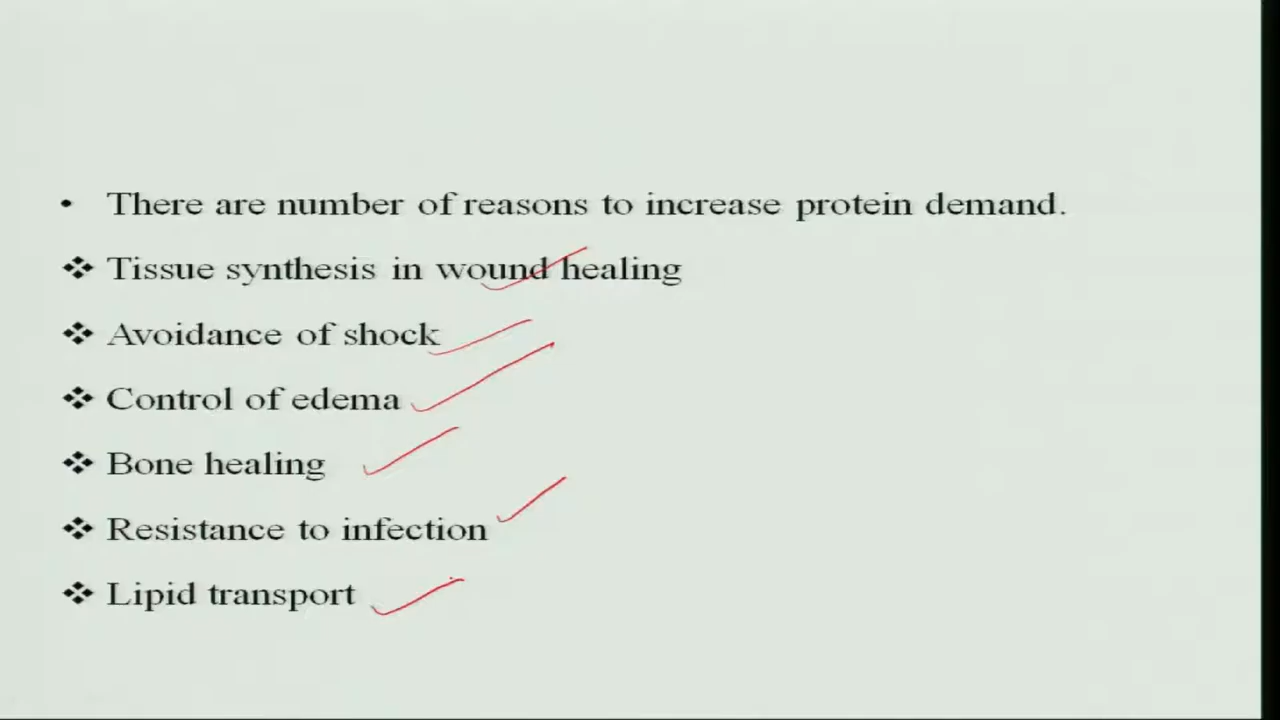 • There are number of reasons to increase protein demand.
❖ Tissue synthesis in wound healing
❖ Avoidance of shock
❖ Control of edema
❖ Bone healing
❖ Resistance to infection
❖ Lipid transport